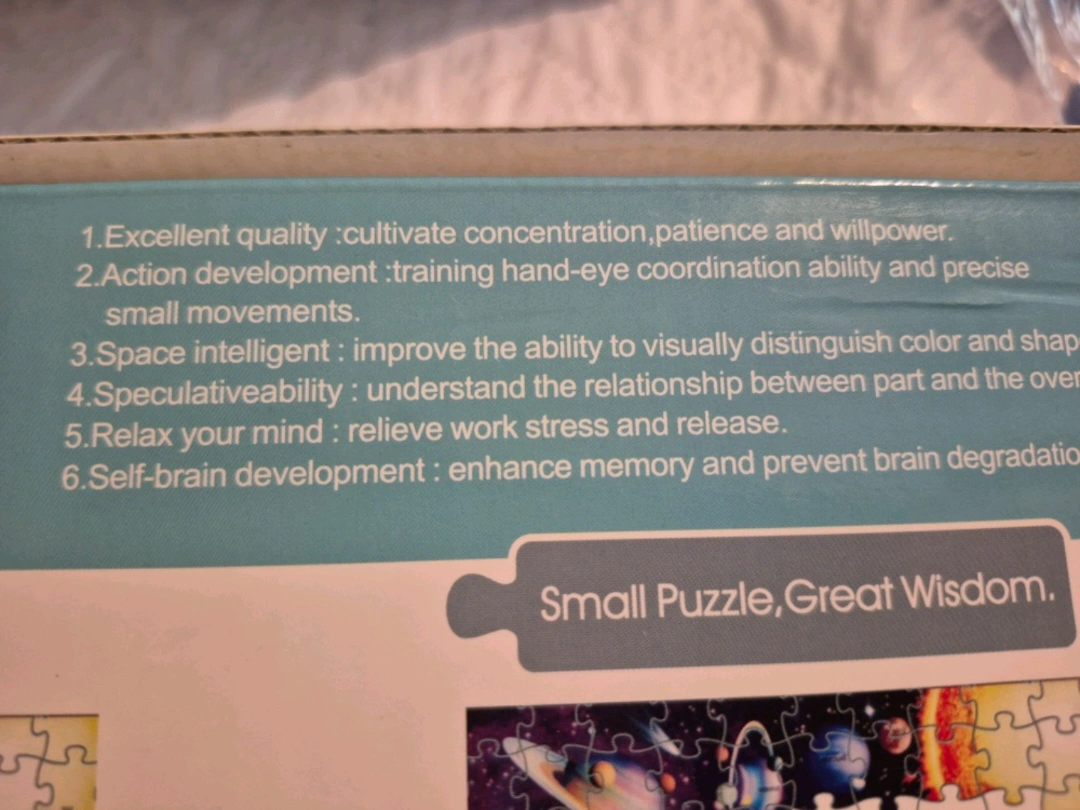 1.Excellent quality :cultivate concentration,patience and willpower.
2.Action development :training hand-eye coordination ability and precise
small movements.
3.Space intelligent : improve the ability to visually distinguish color and
4.Speculativeability : understand the relationship between part and the
5.Relax your mind : relieve work stress and release.
6.Self-brain development : enhance memory and prevent brain
Small Puzzle,Great Wisdom.